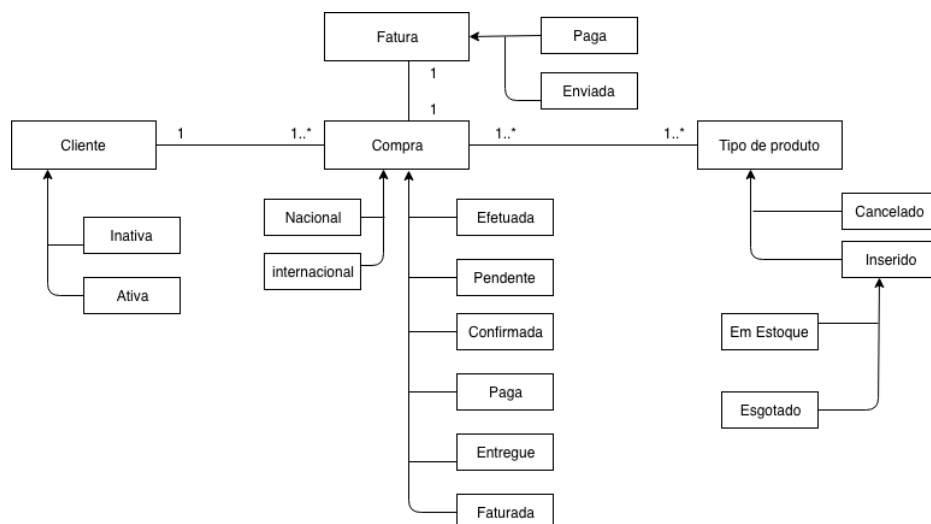 Fatura
Paga
Enviada
1
1
Cliente
1
1..*
Compra
1..*
1..*
Tipo de produto
Inativa
Ativa
Nacional
internacional
Efetuada
Pendente
Confirmada
Paga
Entregue
Faturada
Cancelado
Inserido
Em Estoque
Esgotado